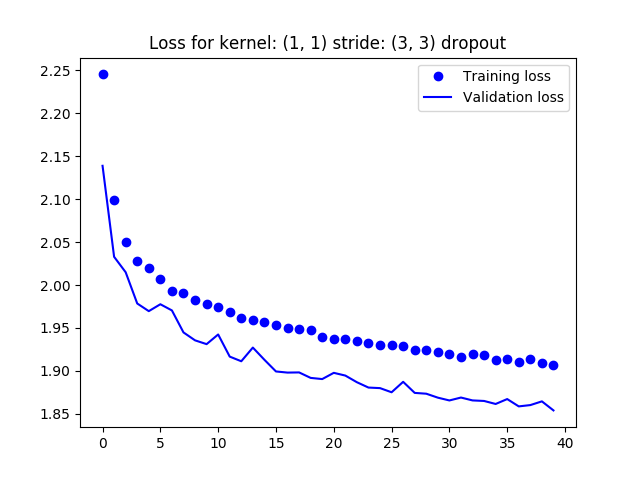 Loss for kernel: (1, 1) stride: (3, 3) dropout
Training loss
Validation loss
2.25
2.20
2.15
2.10
2.05
2.00
1.95
1.90
1.85
0 5 10 15 20 25 30 35 40